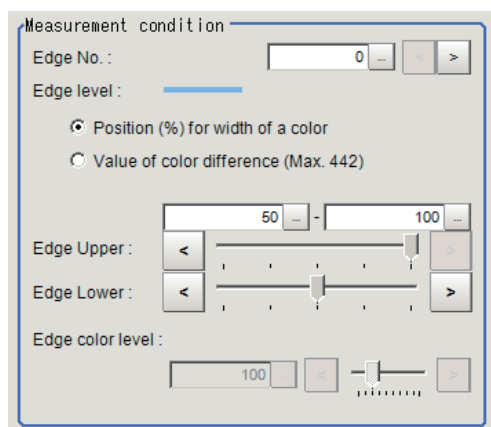 Measurement condition
Edge No. : 0 ... < >
Edge level :
Position (%) for width of a color
Value of color difference (Max. 442)
50 ... - 100 ...
Edge Upper : < >
Edge Lower : < >
Edge color level :
100 ... < >